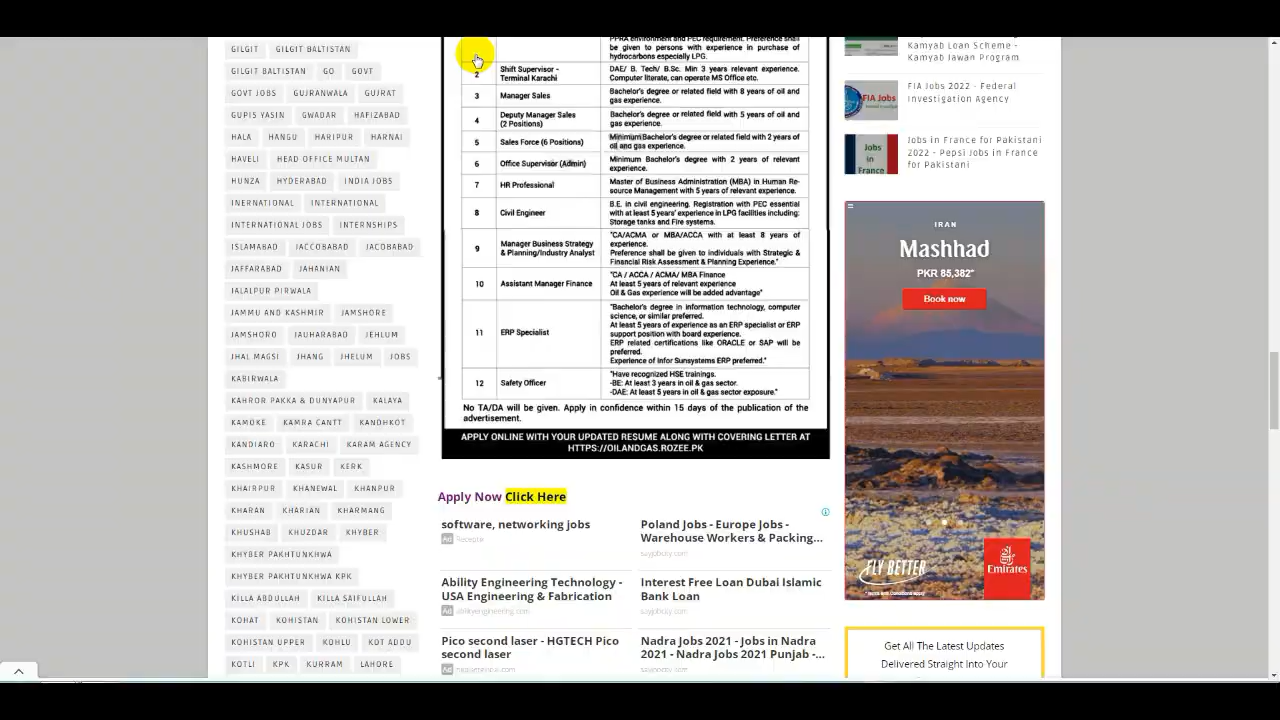 GILGIT GILGIT BALTISTAN
GILGIT BALTISTAN GO GOVT
GOVT JOBS GUJRANWALA GUJRAT
GUPIS YASIN GWADAR HAFIZABAD
HALA HANGU HARIPUR HARNAI
HAVELI HEAD OFFICE MULTAN
HUNZA HYDERABAD INDIA JOBS
INERNATIONAL INTERNATIONAL
INTERNATIONAL JOBS INTERNSHIPS
ISLAMABAD JACCOBABAD JACOBABAD
JAFFARABAD JAHANIAN
JALALPUR PIRWALA
JAMMU AND KASHMIR JAMSHORE
JAMSHORO JAUHARABAD JEHLUM
JHAL MAGSI JHANG JHELUM JOBS
KABIRWALA
KAHROR PAKKA & DUNYAPUR KALAYA
KAMOKE KAMRA CANTT KANDHKOT
KANDIARO KARACHI KARAM AGENCY
KASHMORE KASUR KERK
KHAIRPUR KHANEWAL KHANPUR
KHARAN KHARIAN KHARMANG
KHUSHAB KHUZDAR KHYBER
KHYBER PAKHTUNKHWA
KHYBER PAKHTUNKHWA KPK
KILLA ABDULLAH KILLA SAIFULLAH
KOHAT KOHISTAN KOHISTAN LOWER
KOHISTAN UPPER KOHLU KOT ADDU
KOTLI KPK KURRAM LAHORE
PPRA environment and PEC requirement. Preference shall
be given to persons with experience in purchase of
hydrocarbons especially LPG.
2 Shift Supervisor -
Terminal Karachi
DAE/ B. Tech/ B.Sc. Min 3 years relevant experience.
Computer literate, can operate MS Office etc.
3 Manager Sales
Bachelor's degree or related field with 8 years of oil and
gas experience.
4 Deputy Manager Sales
(2 Positions)
Bachelor's degree or related field with 5 years of oil and
gas experience.
5 Sales Force (6 Positions)
Minimum Bachelor's degree or related field with 2 years of
oil and gas experience.
6 Office Supervisor (Admin)
Minimum Bachelor's degree with 2 years of relevant
experience.
7 HR Professional
Master of Business Administration (MBA) in Human Re-
source Management with 5 years of relevant experience.
8 Civil Engineer
B.E. in civil engineering. Registration with PEC essential
with at least 5 years' experience in LPG facilities including:
Storage tanks and Fire systems.
9 Manager Business Strategy
& Planning/Industry Analyst
"CA/ACMA or MBA/ACCA with at least 8 years of
experience.
Preference shall be given to individuals with Strategic &
Financial Risk Assessment & Planning Experience."
10 Assistant Manager Finance
"CA / ACCA / ACMA/ MBA Finance
At least 5 years of relevant experience
Oil & Gas experience will be added advantage"
11 ERP Specialist
"Bachelor's degree in information technology, computer
science, or similar preferred.
At least 5 years of experience as an ERP specialist or ERP
support position with board experience.
ERP related certifications like ORACLE or SAP will be
preferred.
Experience of Infor Sunsystems ERP preferred."
12 Safety Officer
"Have recognized HSE trainings.
-BE: At least 3 years in oil & gas sector.
-DAE: At least 5 years in oil & gas sector exposure."
No TA/DA will be given. Apply in confidence within 15 days of the publication of the
advertisement.
APPLY ONLINE WITH YOUR UPDATED RESUME ALONG WITH COVERING LETTER AT
HTTPS://OILANDGAS.ROZEE.PK
Apply Now Click Here
software, networking jobs
Ad
Poland Jobs - Europe Jobs -
Warehouse Workers & Packing...
sayjobcity.com
Ability Engineering Technology -
USA Engineering & Fabrication
Ad abilityengineering.com
Interest Free Loan Dubai Islamic
Bank Loan
sayjobcity.com
Pico second laser - HGTECH Pico
second laser
Ad
Nadra Jobs 2021 - Jobs in Nadra
2021 - Nadra Jobs 2021 Punjab -...
sayjobcity.com
Kamyab Loan Scheme -
Kamyab Jawan Program
FIA Jobs
FIA Jobs 2022 - Federal
Investigation Agency
Jobs
in
France
Jobs in France for Pakistani
2022 - Pepsi Jobs in France
for Pakistani
IRAN
Mashhad
PKR 85,382*
Book now
FLY BETTER
Emirates
Get All The Latest Updates
Delivered Straight Into Your